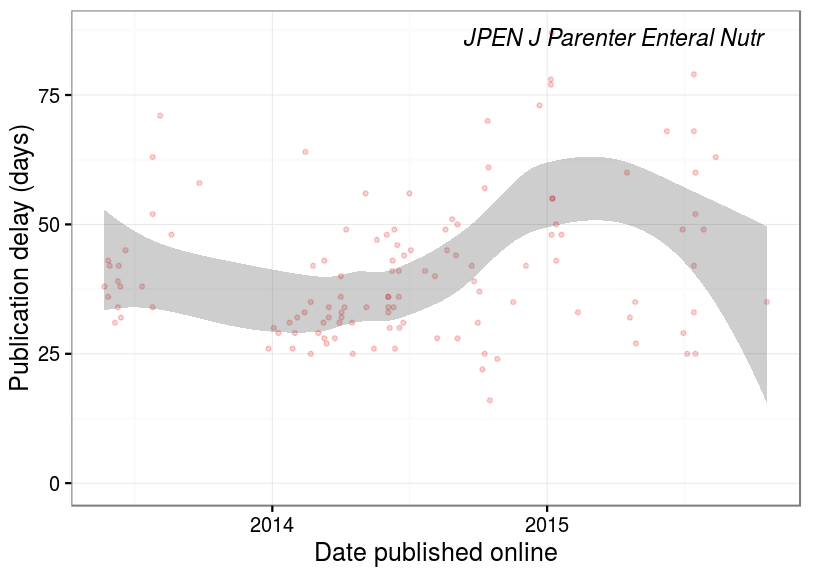 JPEN J Parenter Enteral Nutr
Publication delay (days)
75
50
25
0
2014
2015
Date published online